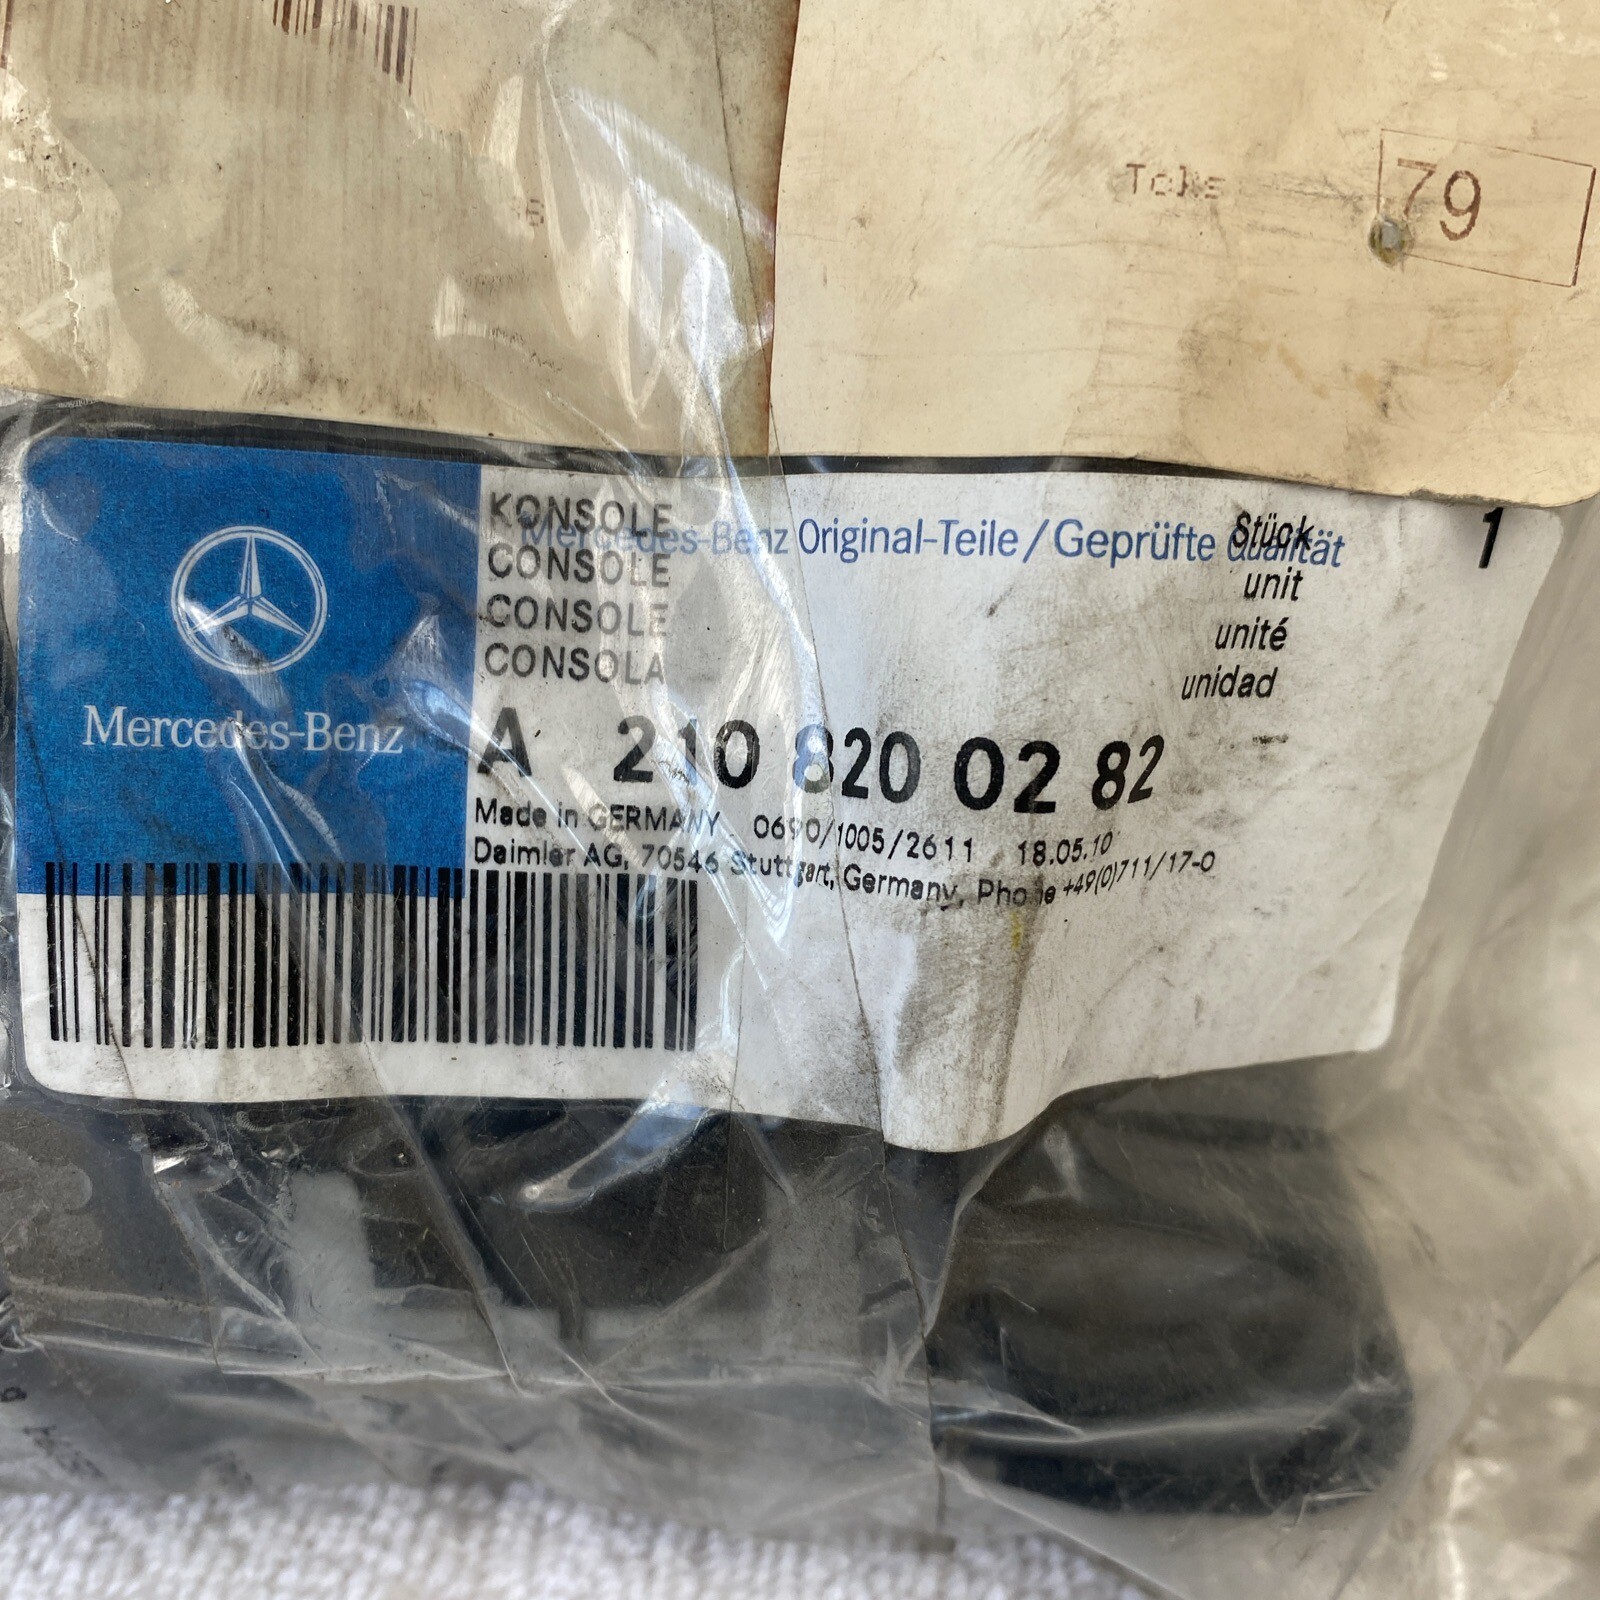 79
Mercedes-Benz Original-Teile / Geprüfte Qualität
KONSOLE
CONSOLE
CONSOLE
CONSOLA
Stück 1
unit
unité
unidad
Mercedes-Benz
A 210 820 02 82
Made in GERMANY 0690/1005/2611 18.05.10
Daimler AG, 70546 Stuttgart, Germany, Phone +49(0)711/17-0